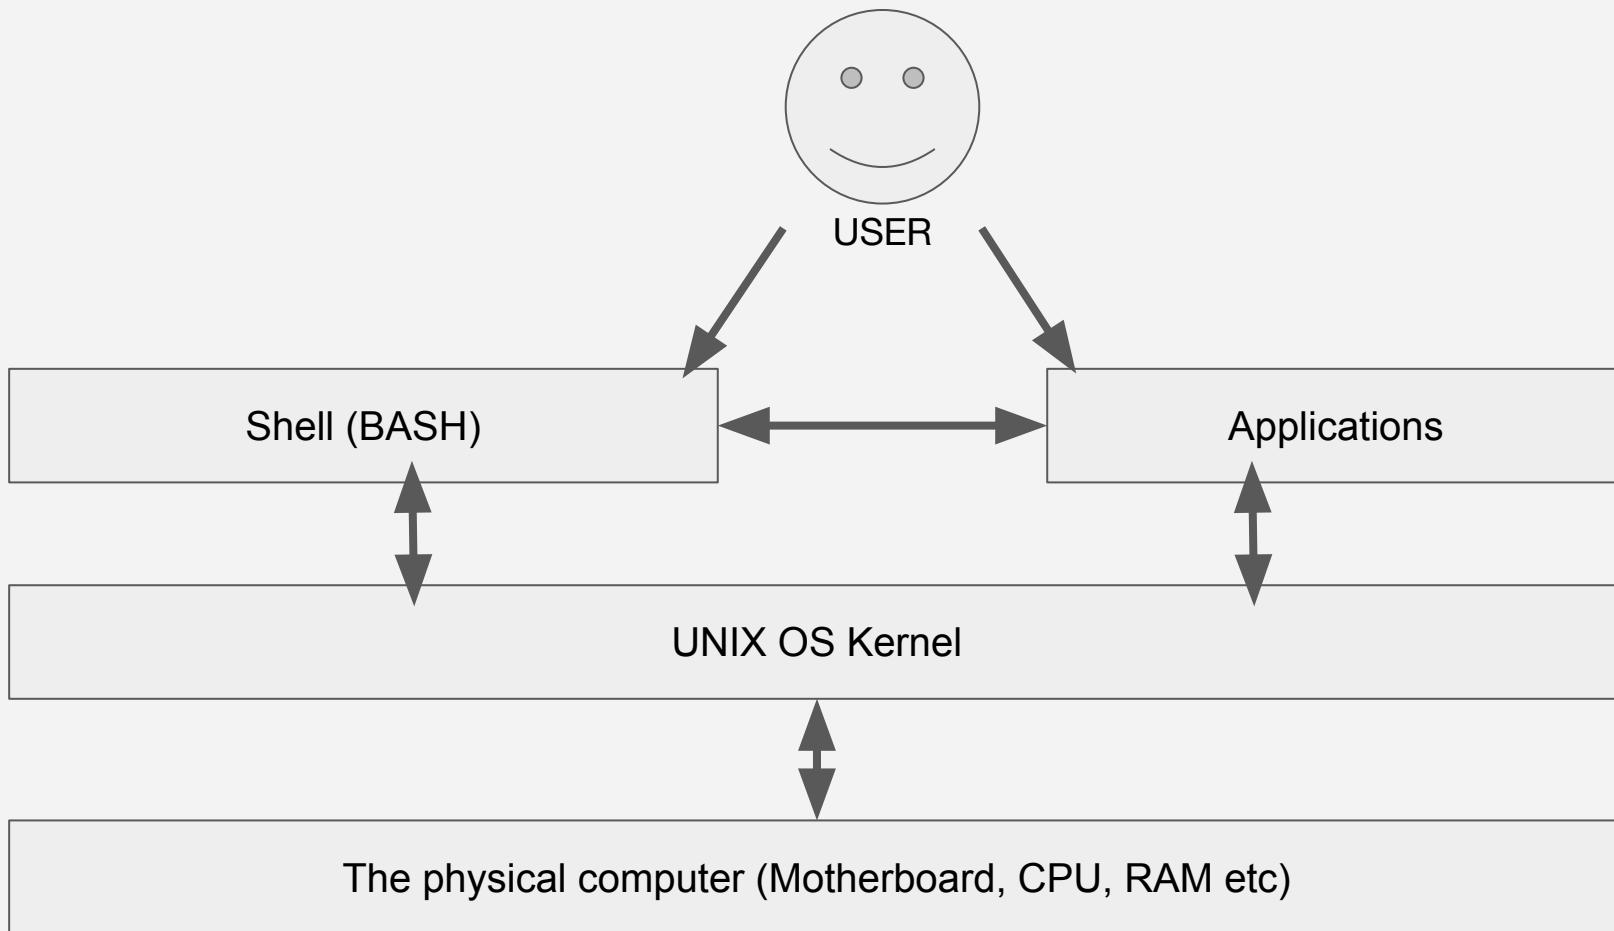 USER
Shell (BASH)
Applications
UNIX OS Kernel
The physical computer (Motherboard, CPU, RAM etc)